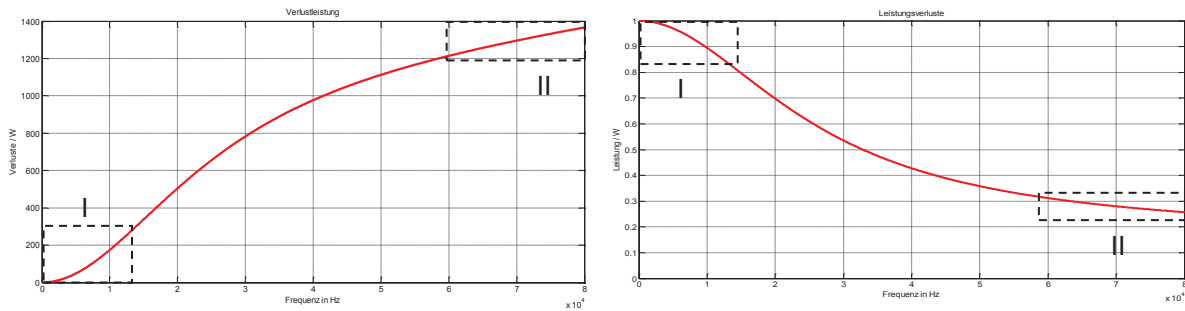 Verlustleistung
Verluste / W
1400
1200
1000
800
600
400
200
0
I
II
0 1 2 3 4 5 6 7 8
Frequenz in Hz
x 10^4
Leistungsverluste
Leistung / W
1
0.9
0.8
0.7
0.6
0.5
0.4
0.3
0.2
0.1
0
I
II
0 1 2 3 4 5 6 7 8
Frequenz in Hz
x 10^4